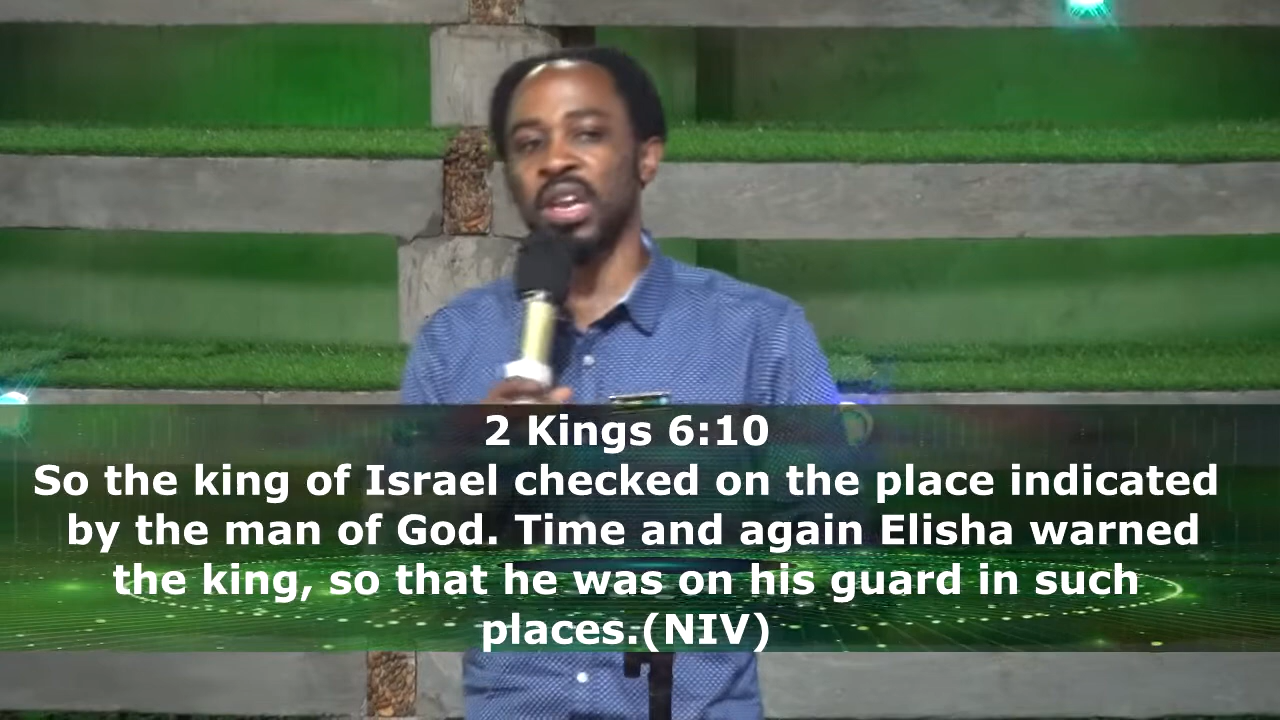 2 Kings 6:10
So the king of Israel checked on the place indicated
by the man of God. Time and again Elisha warned
the king, so that he was on his guard in such
places.(NIV)